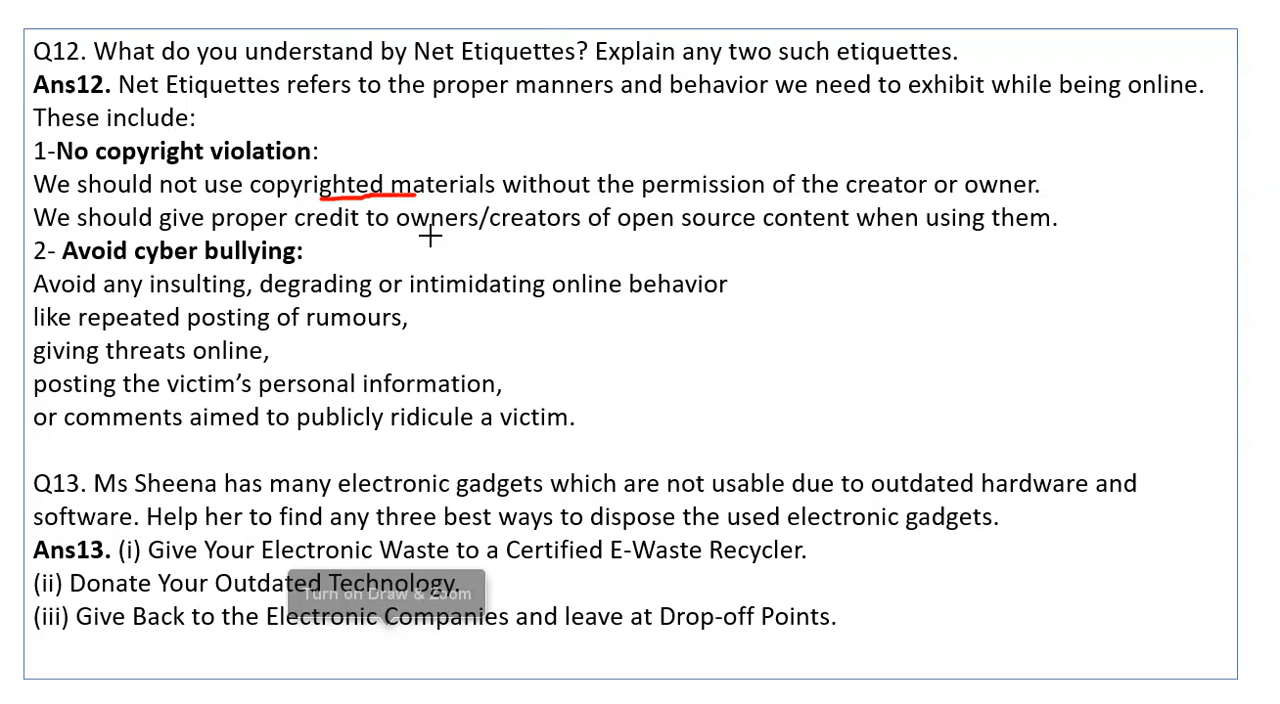 Q12. What do you understand by Net Etiquettes? Explain any two such etiquettes.
Ans12. Net Etiquettes refers to the proper manners and behavior we need to exhibit while being online.
These include:
1-No copyright violation:
We should not use copyrighted materials without the permission of the creator or owner.
We should give proper credit to owners/creators of open source content when using them.
2- Avoid cyber bullying:
Avoid any insulting, degrading or intimidating online behavior
like repeated posting of rumours,
giving threats online,
posting the victim’s personal information,
or comments aimed to publicly ridicule a victim.
Q13. Ms Sheena has many electronic gadgets which are not usable due to outdated hardware and
software. Help her to find any three best ways to dispose the used electronic gadgets.
Ans13. (i) Give Your Electronic Waste to a Certified E-Waste Recycler.
(ii) Donate Your Outdated Technology.
Turn on Draw & Zoom
(iii) Give Back to the Electronic Companies and leave at Drop-off Points.